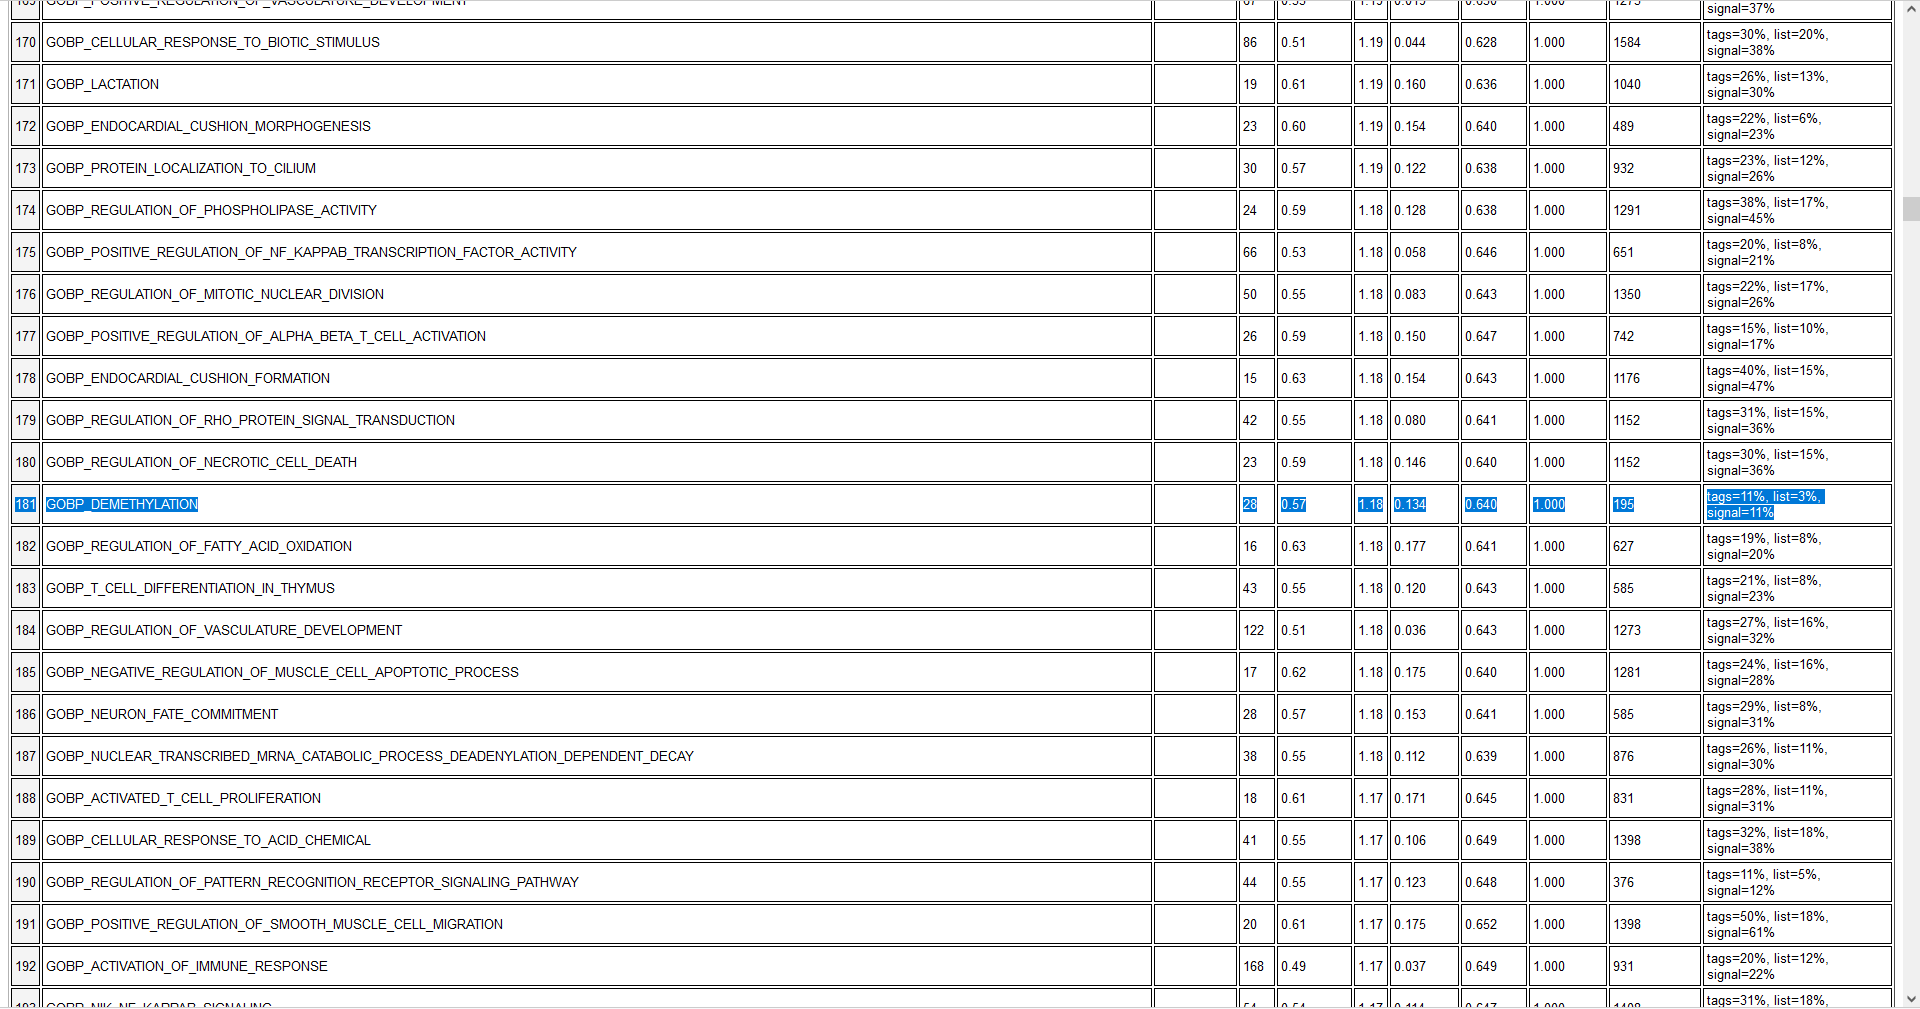 169 GOBP_POSITIVE_REGULATION_OF_VASCULATURE_DEVELOPMENT 1.19 0.630 1.000 1273 signal=37%
170 GOBP_CELLULAR_RESPONSE_TO_BIOTIC_STIMULUS 86 0.51 1.19 0.044 0.628 1.000 1584 tags=30%, list=20%,
signal=38%
171 GOBP_LACTATION 19 0.61 1.19 0.160 0.636 1.000 1040 tags=26%, list=13%,
signal=30%
172 GOBP_ENDOCARDIAL_CUSHION_MORPHOGENESIS 23 0.60 1.19 0.154 0.640 1.000 489 tags=22%, list=6%,
signal=23%
173 GOBP_PROTEIN_LOCALIZATION_TO_CILIUM 30 0.57 1.19 0.122 0.638 1.000 932 tags=23%, list=12%,
signal=26%
174 GOBP_REGULATION_OF_PHOSPHOLIPASE_ACTIVITY 24 0.59 1.18 0.128 0.638 1.000 1291 tags=38%, list=17%,
signal=45%
175 GOBP_POSITIVE_REGULATION_OF_NF_KAPPAB_TRANSCRIPTION_FACTOR_ACTIVITY 66 0.53 1.18 0.058 0.646 1.000 651 tags=20%, list=8%,
signal=21%
176 GOBP_REGULATION_OF_MITOTIC_NUCLEAR_DIVISION 50 0.55 1.18 0.083 0.643 1.000 1350 tags=22%, list=17%,
signal=26%
177 GOBP_POSITIVE_REGULATION_OF_ALPHA_BETA_T_CELL_ACTIVATION 26 0.59 1.18 0.150 0.647 1.000 742 tags=15%, list=10%,
signal=17%
178 GOBP_ENDOCARDIAL_CUSHION_FORMATION 15 0.63 1.18 0.154 0.643 1.000 1176 tags=40%, list=15%,
signal=47%
179 GOBP_REGULATION_OF_RHO_PROTEIN_SIGNAL_TRANSDUCTION 42 0.55 1.18 0.080 0.641 1.000 1152 tags=31%, list=15%,
signal=36%
180 GOBP_REGULATION_OF_NECROTIC_CELL_DEATH 23 0.59 1.18 0.146 0.640 1.000 1152 tags=30%, list=15%,
signal=36%
181 GOBP_DEMETHYLATION 28 0.57 1.18 0.134 0.640 1.000 195 tags=11%, list=3%,
signal=11%
182 GOBP_REGULATION_OF_FATTY_ACID_OXIDATION 16 0.63 1.18 0.177 0.641 1.000 627 tags=19%, list=8%,
signal=20%
183 GOBP_T_CELL_DIFFERENTIATION_IN_THYMUS 43 0.55 1.18 0.120 0.643 1.000 585 tags=21%, list=8%,
signal=23%
184 GOBP_REGULATION_OF_VASCULATURE_DEVELOPMENT 122 0.51 1.18 0.036 0.643 1.000 1273 tags=27%, list=16%,
signal=32%
185 GOBP_NEGATIVE_REGULATION_OF_MUSCLE_CELL_APOPTOTIC_PROCESS 17 0.62 1.18 0.175 0.640 1.000 1281 tags=24%, list=16%,
signal=28%
186 GOBP_NEURON_FATE_COMMITMENT 28 0.57 1.18 0.153 0.641 1.000 585 tags=29%, list=8%,
signal=31%
187 GOBP_NUCLEAR_TRANSCRIBED_MRNA_CATABOLIC_PROCESS_DEADENYLATION_DEPENDENT_DECAY 38 0.55 1.18 0.112 0.639 1.000 876 tags=26%, list=11%,
signal=30%
188 GOBP_ACTIVATED_T_CELL_PROLIFERATION 18 0.61 1.17 0.171 0.645 1.000 831 tags=28%, list=11%,
signal=31%
189 GOBP_CELLULAR_RESPONSE_TO_ACID_CHEMICAL 41 0.55 1.17 0.106 0.649 1.000 1398 tags=32%, list=18%,
signal=38%
190 GOBP_REGULATION_OF_PATTERN_RECOGNITION_RECEPTOR_SIGNALING_PATHWAY 44 0.55 1.17 0.123 0.648 1.000 376 tags=11%, list=5%,
signal=12%
191 GOBP_POSITIVE_REGULATION_OF_SMOOTH_MUSCLE_CELL_MIGRATION 20 0.61 1.17 0.175 0.652 1.000 1398 tags=50%, list=18%,
signal=61%
192 GOBP_ACTIVATION_OF_IMMUNE_RESPONSE 168 0.49 1.17 0.037 0.649 1.000 931 tags=20%, list=12%,
signal=22%
193 GOBP_NIK_NF_KAPPAB_SIGNALING 54 0.54 1.17 0.114 0.647 1.000 tags=31%, list=18%,